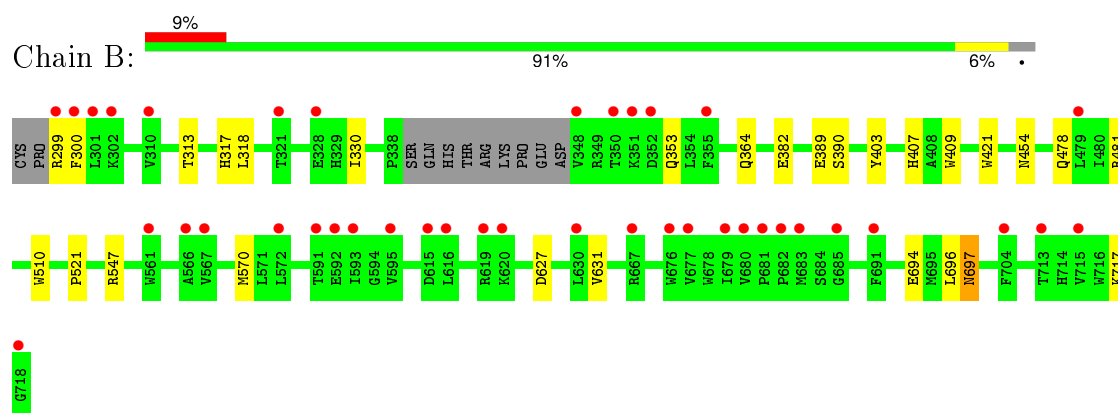 9%
Chain B:
91% 6% •
CYS PRO R299 F300 L301 K302 V310 T313 H317 L318 T321 E328 H329 I330 P338 SER GLN HIS THR ARG LYS PRO GLU ASP V348 R349 T350 K351 D352 Q353 L354 F355 Q364 E382 E389 S390 Y403 H407 A408 W409 W421 N454 Q478 L479 I480
W510 P521 R547 W561 A566 V567 M570 L571 L572 T591 E592 I593 G594 V595 D615 L616 R619 K620 D627 L630 V631 R667 W676 V677 W678 I679 V680 P681 P682 M683 S684 G685 F691 E694 M695 L696 N697 F704 T713 H714 V715 W716 K717
G718